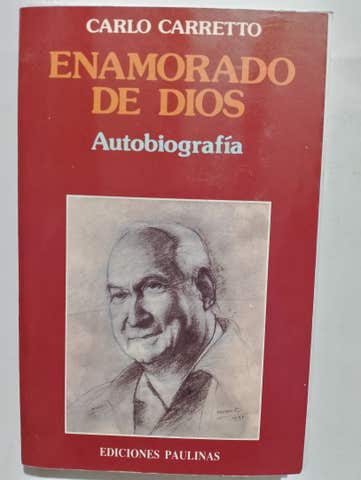 CARLO CARRETTO
ENAMORADO
DE DIOS
Autobiografía
EDICIONES PAULINAS